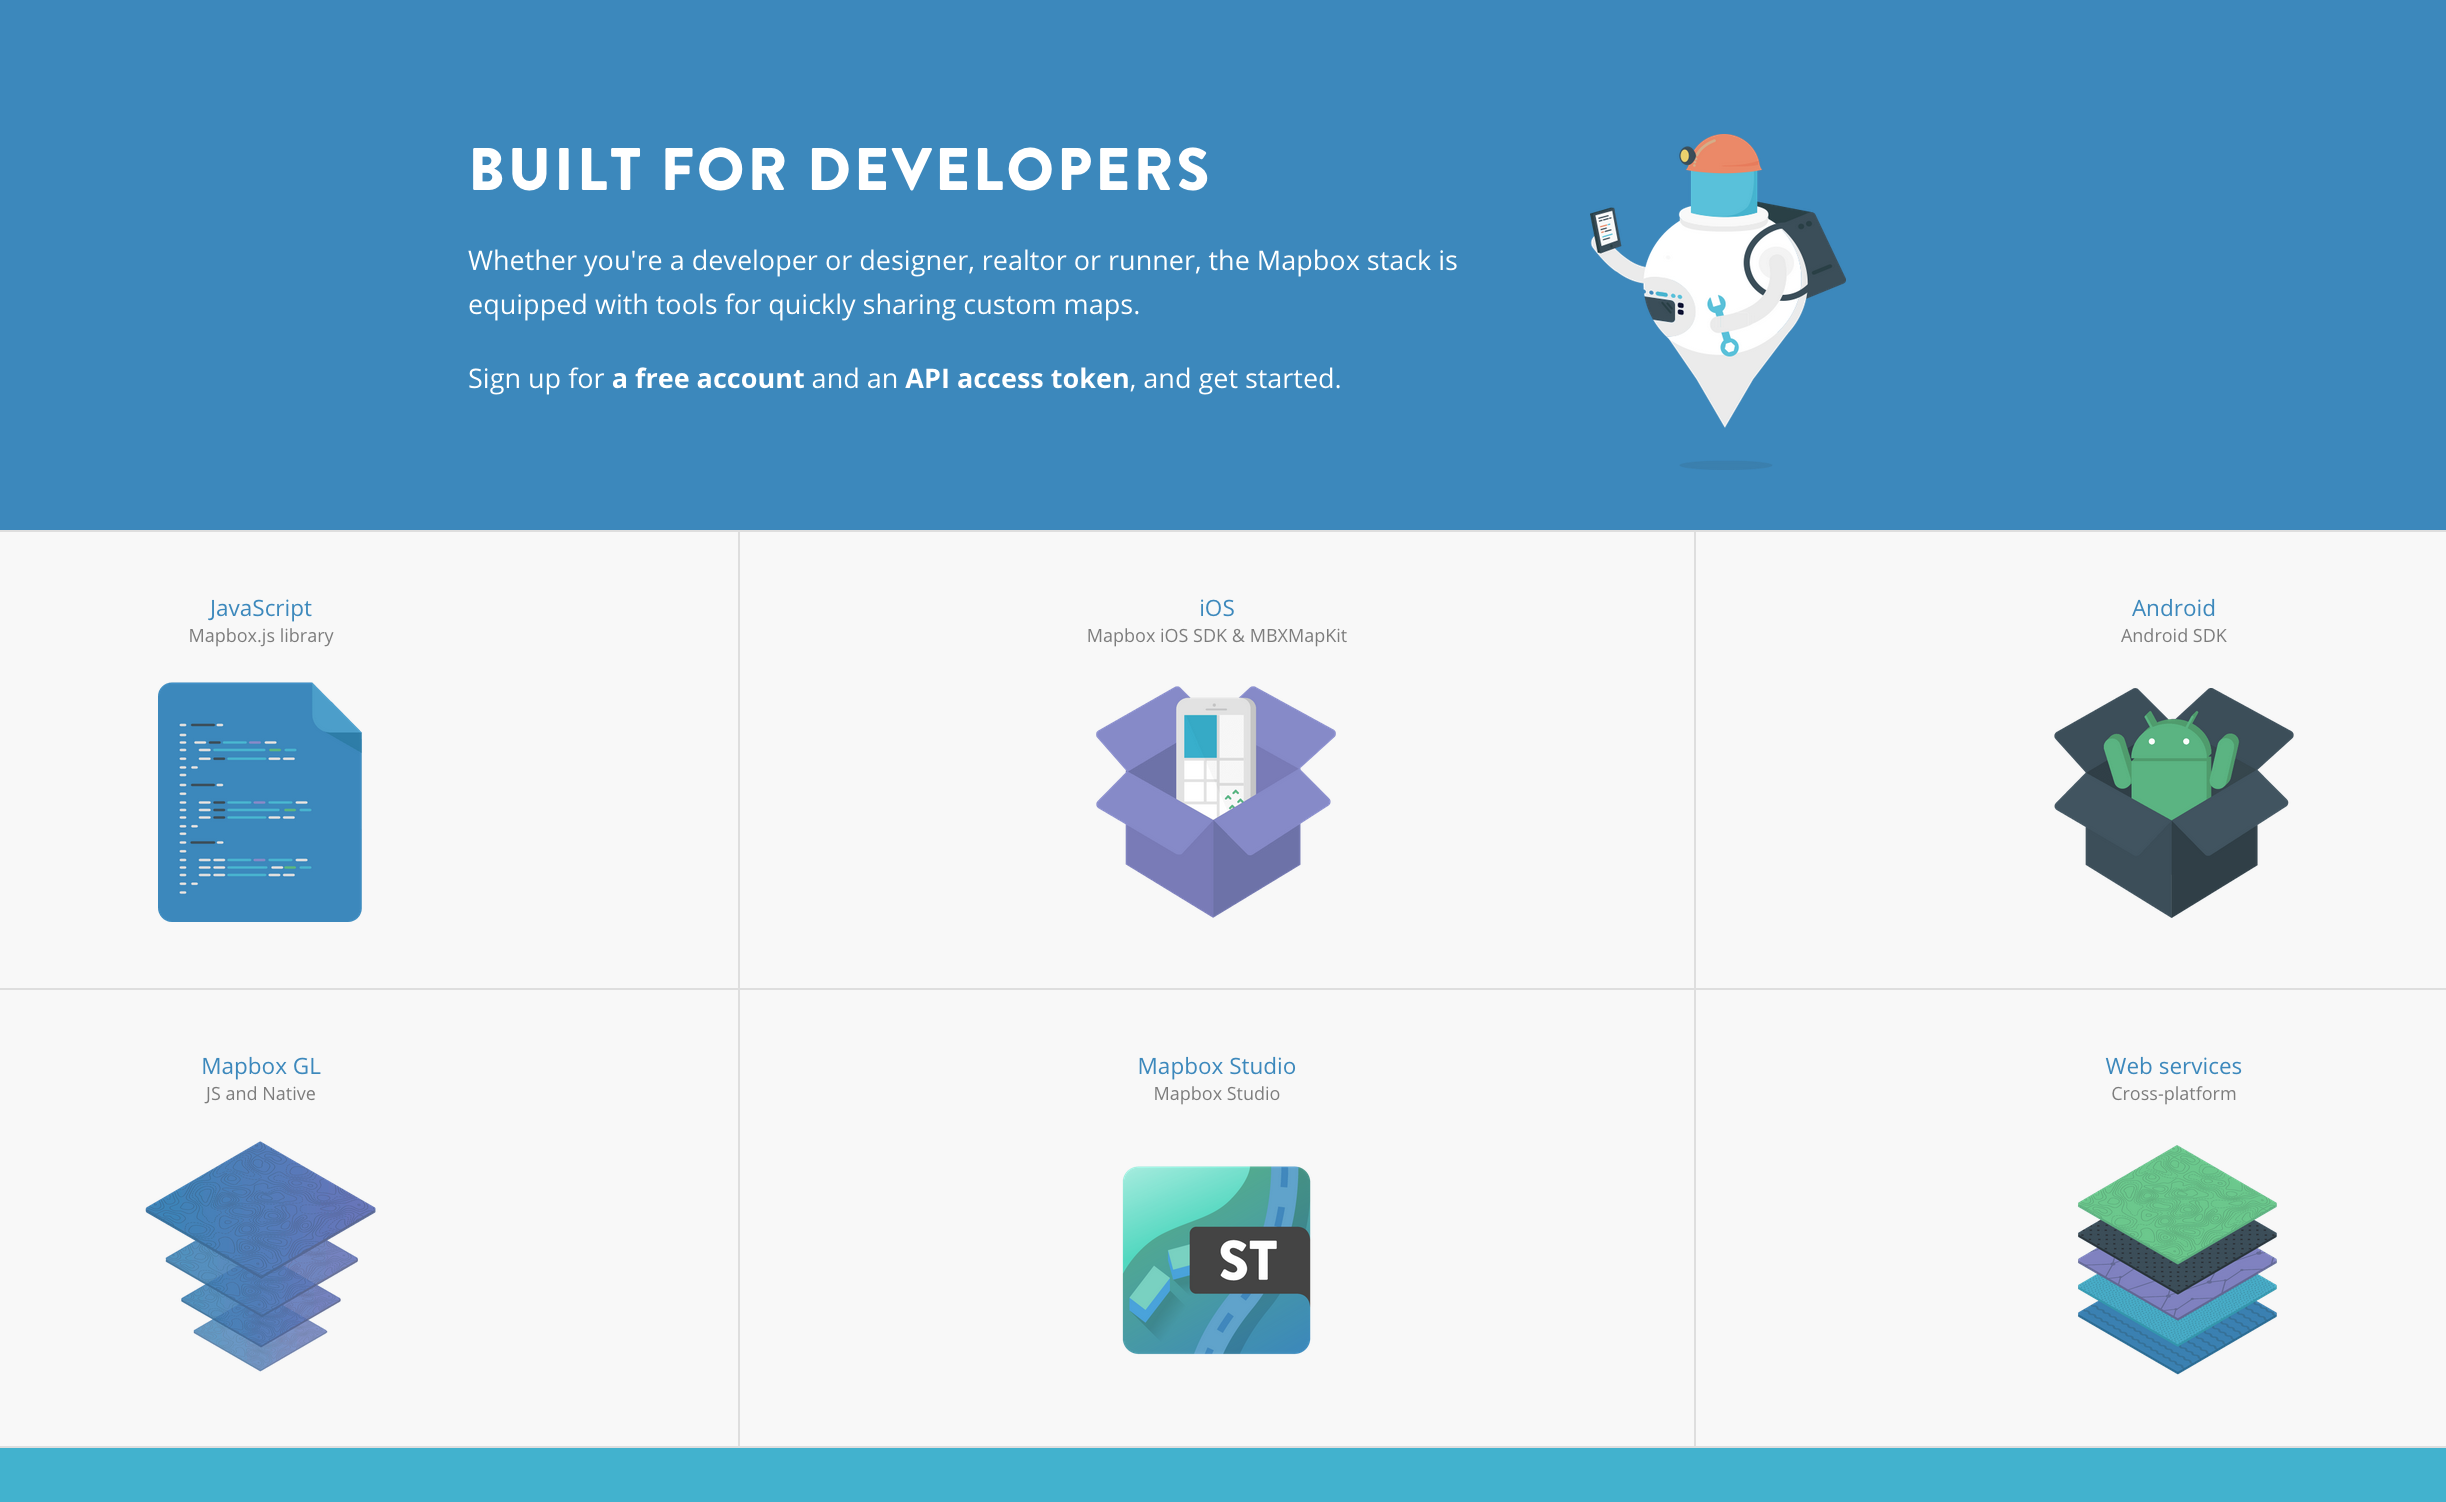 BUILT FOR DEVELOPERS
Whether you're a developer or designer, realtor or runner, the Mapbox stack is
equipped with tools for quickly sharing custom maps.
Sign up for a free account and an API access token, and get started.
JavaScript
Mapbox.js library
iOS
Mapbox iOS SDK & MBXMapKit
Android
Android SDK
Mapbox GL
JS and Native
Mapbox Studio
Mapbox Studio
ST
Web services
Cross-platform